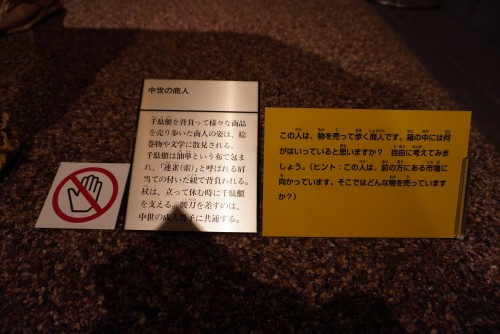 中世の商人
千駄櫃を背負って様々な商品
を売り歩いた商人の姿は、絵
巻物や文学に散見される。
千駄櫃は油単という布で包ま
れ、「連雀(索)」と呼ばれる肩
当ての付いた紐で背負われる。
杖は、立って休む時に千駄櫃
を支える。腰刀を差すのは、
中世の成人男子に共通する。
この人は、物を売って歩く商人です。箱の中には何
がはいっていると思いますか? 自由に考えてみま
しょう。(ヒント:この人は、前の方にある市場に
向かっています。そこではどんな物を売っています
か?)